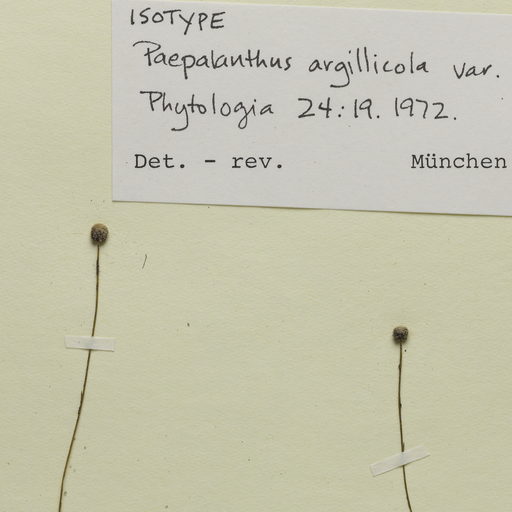 ISOTYPE
Paepalanthus argillicola var.
Phytologia 24:19. 1972.
Det. - rev. München